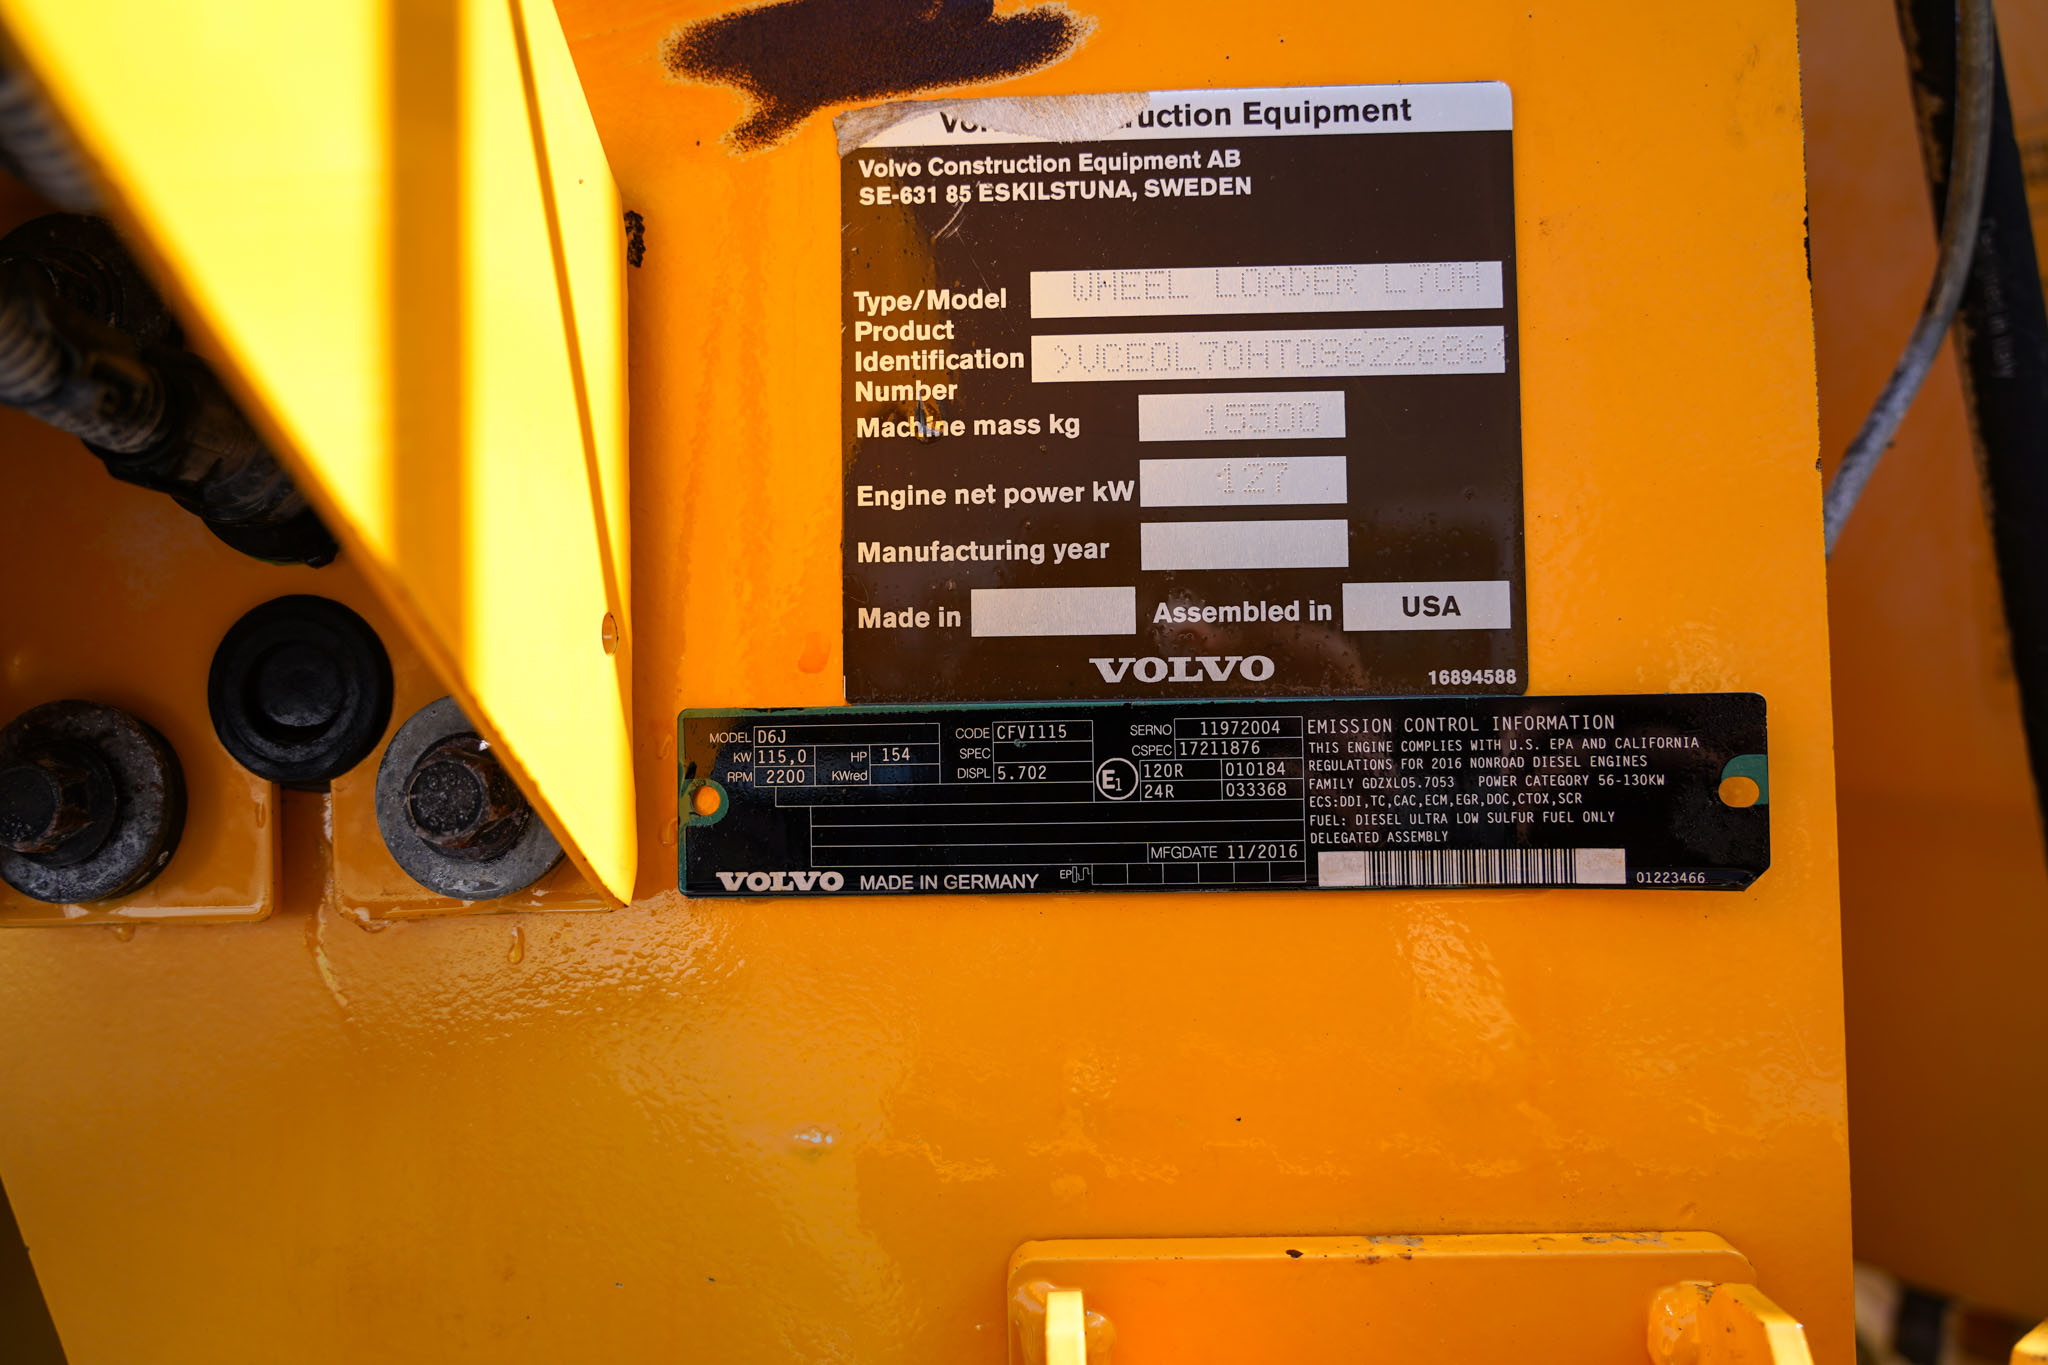 Vol uction Equipment
Volvo Construction Equipment AB
SE-631 85 ESKILSTUNA, SWEDEN
Type/Model WHEEL LOADER L70H
Product
Identification
Number
Machine mass kg 15500
Engine net power kW 127
Manufacturing year
Made in Assembled in USA
VOLVO
16894588
MODEL D6J CODE CFVI115 SERNO 11972004
KW 115,0 HP 154 SPEC CSPEC 17211876
RPM 2200 KWred DISPL 5.702 E1 120R 010184
24R 033368
MFGDATE 11/2016
VOLVO MADE IN GERMANY EP
EMISSION CONTROL INFORMATION
THIS ENGINE COMPLIES WITH U.S. EPA AND CALIFORNIA
REGULATIONS FOR 2016 NONROAD DIESEL ENGINES
FAMILY GDZXL05.7053 POWER CATEGORY 56-130KW
ECS:DDI,TC,CAC,ECM,EGR,DOC,CTOX,SCR
FUEL: DIESEL ULTRA LOW SULFUR FUEL ONLY
DELEGATED ASSEMBLY
01223466